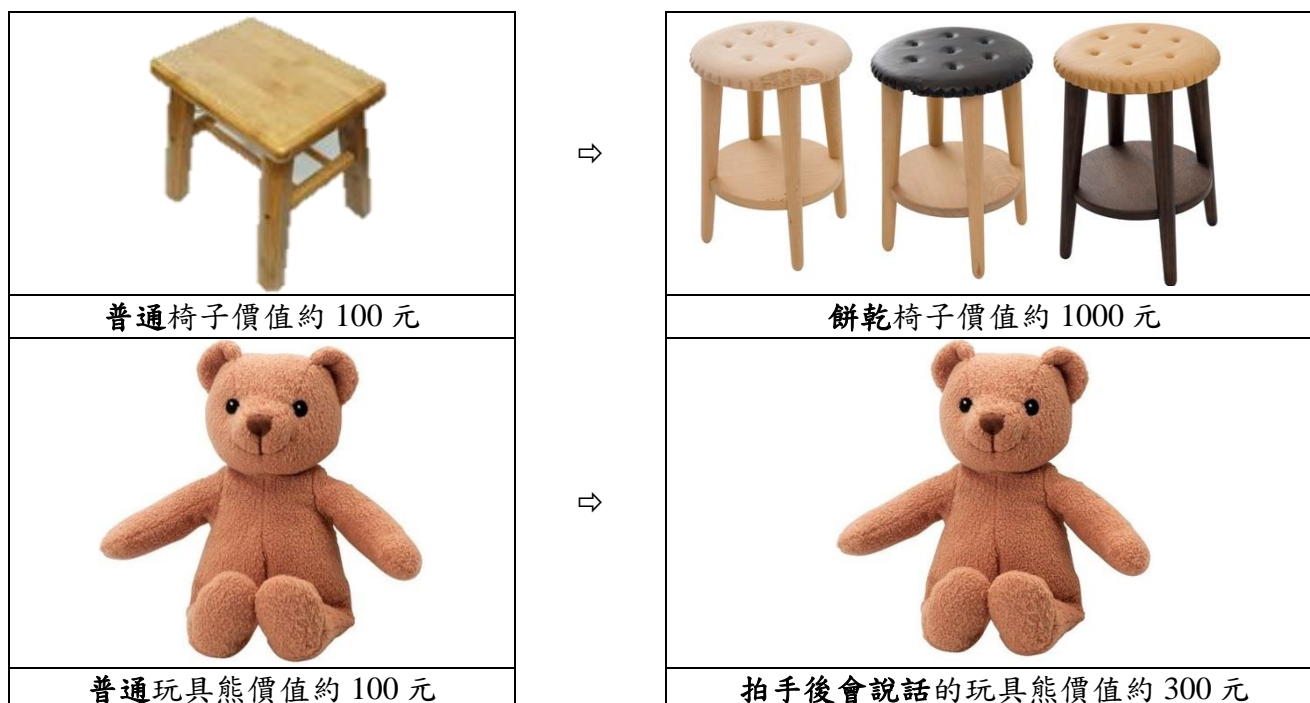 ⇨
普通椅子價值約 100 元
餅乾椅子價值約 1000 元
⇨
普通玩具熊價值約 100 元
拍手後會說話的玩具熊價值約 300 元